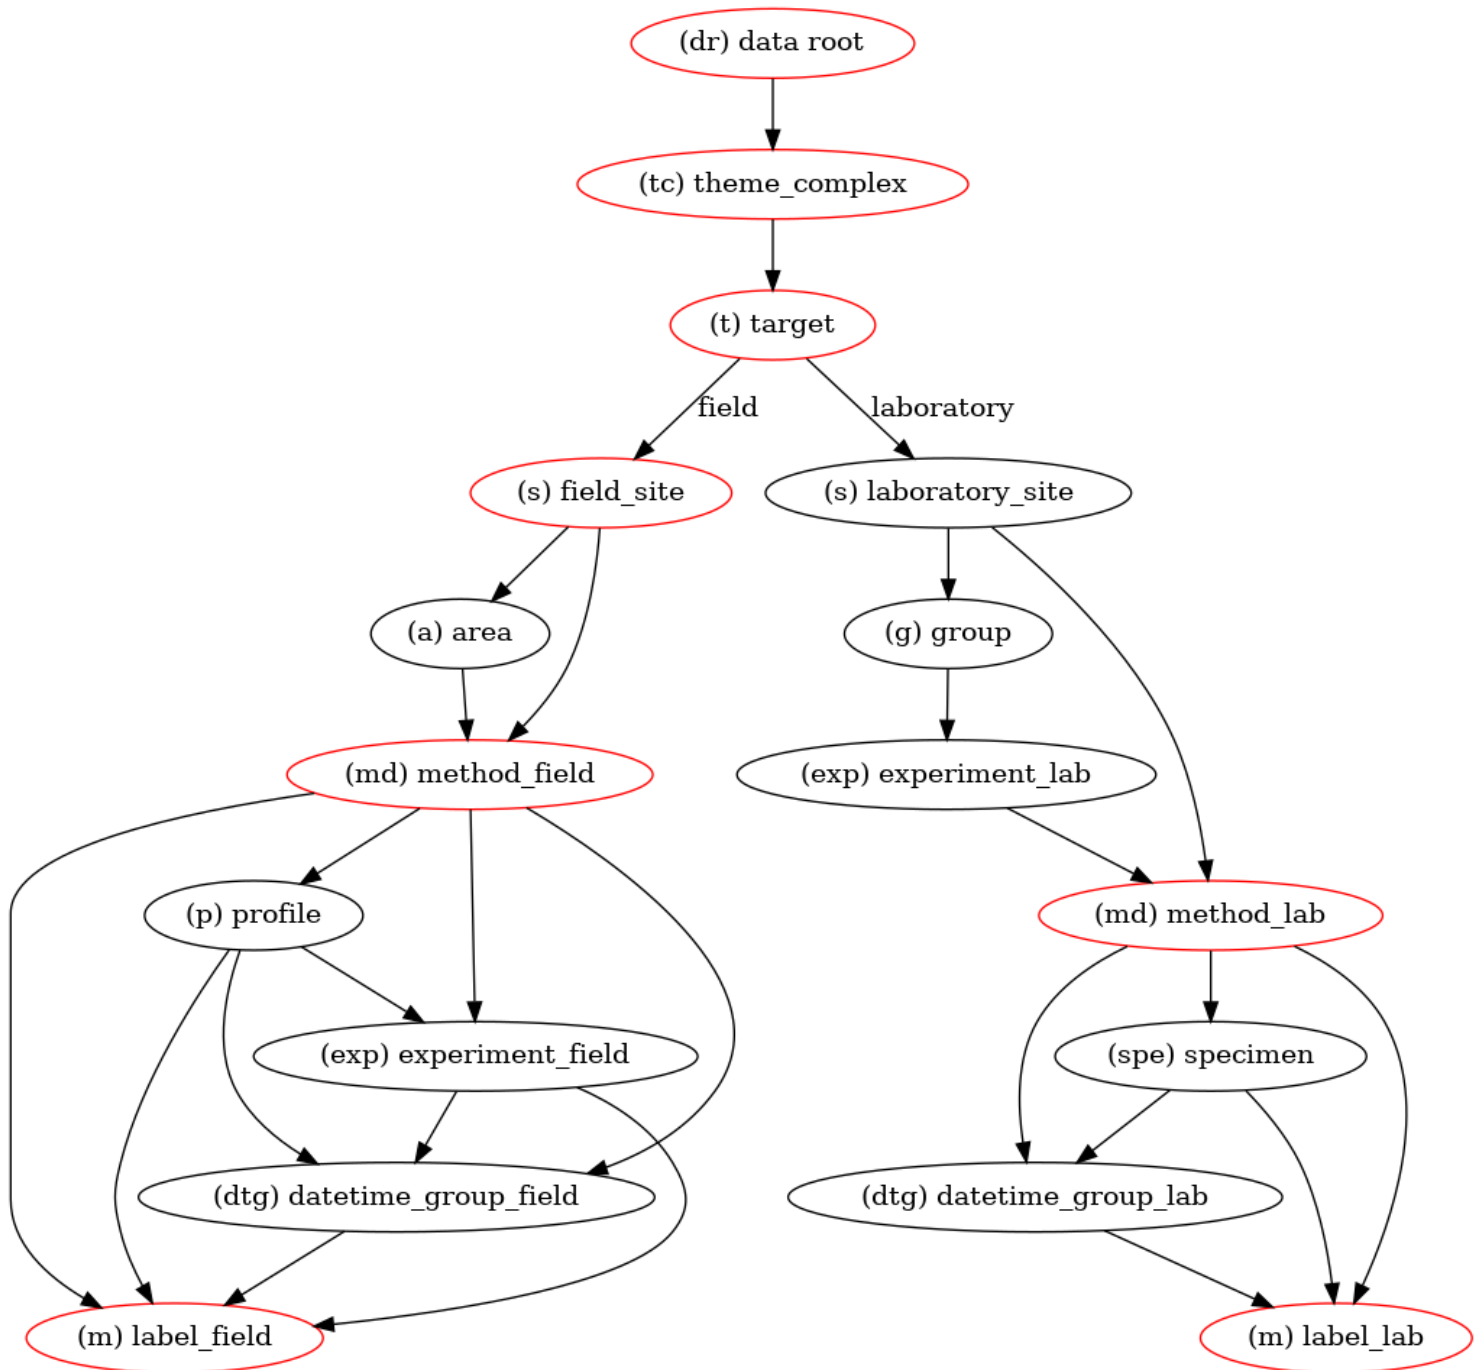 (dr) data root
(tc) theme_complex
(t) target
field
laboratory
(s) field_site
(s) laboratory_site
(a) area
(g) group
(md) method_field
(exp) experiment_lab
(p) profile
(md) method_lab
(exp) experiment_field
(spe) specimen
(dtg) datetime_group_field
(dtg) datetime_group_lab
(m) label_field
(m) label_lab